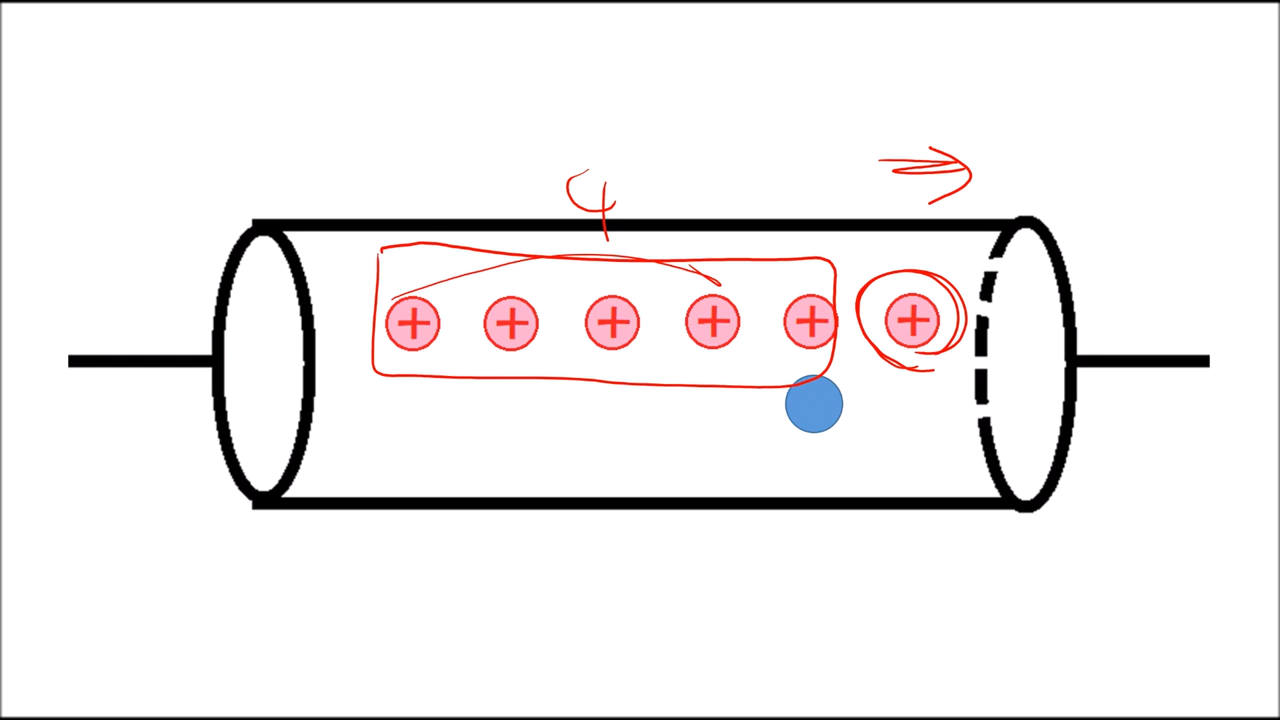 4
+ + + + + +